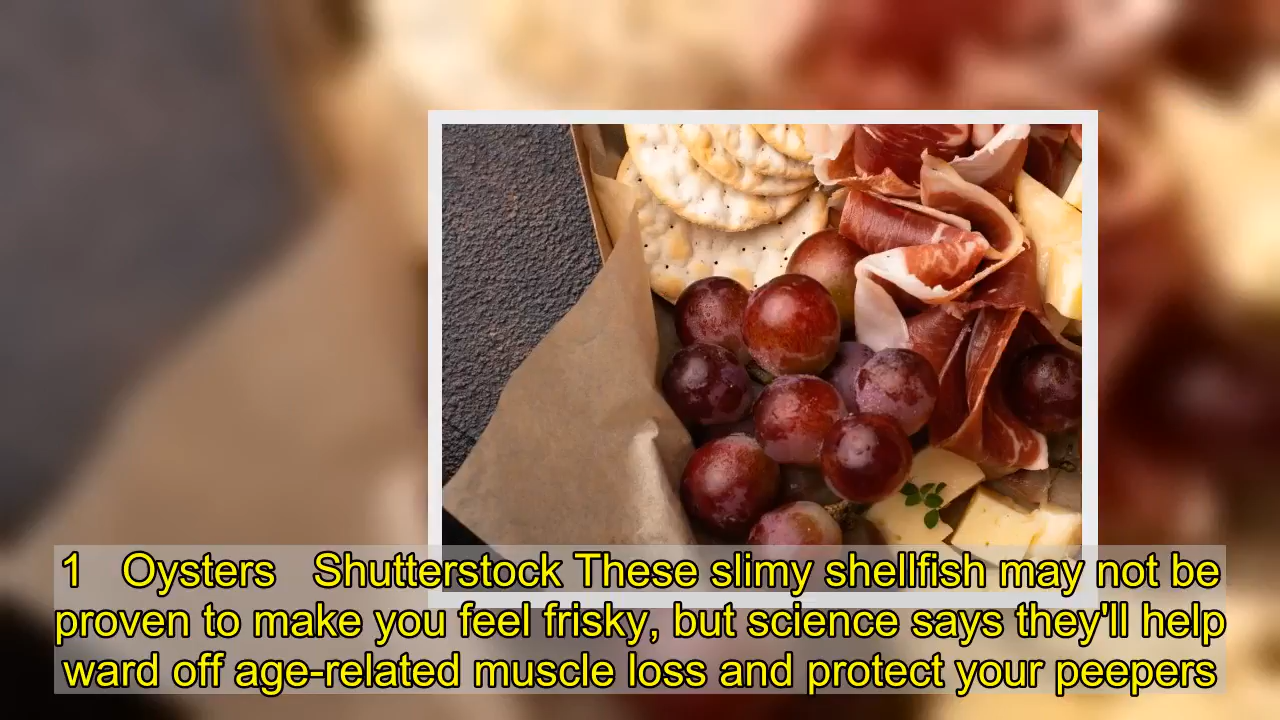 1 Oysters Shutterstock These slimy shellfish may not be
proven to make you feel frisky, but science says they'll help
ward off age-related muscle loss and protect your peepers